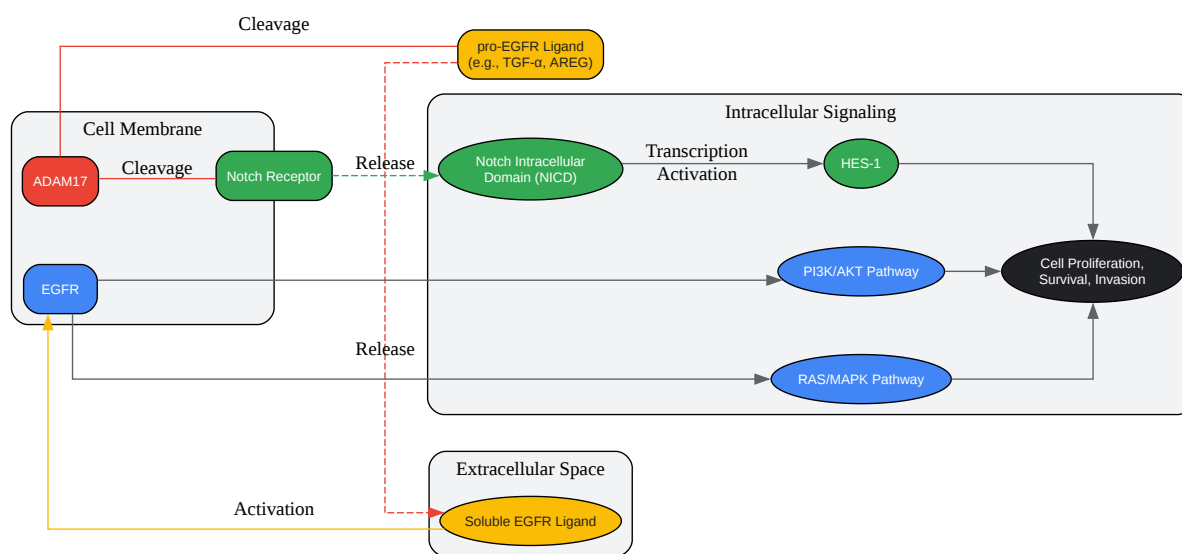 Cleavage
pro-EGFR Ligand
(e.g., TGF-α, AREG)
Cell Membrane
Intracellular Signaling
ADAM17
Cleavage
Notch Receptor
Release
Notch Intracellular
Domain (NICD)
Transcription
Activation
HES-1
EGFR
PI3K/AKT Pathway
Cell Proliferation,
Survival, Invasion
Release
RAS/MAPK Pathway
Extracellular Space
Activation
Soluble EGFR Ligand